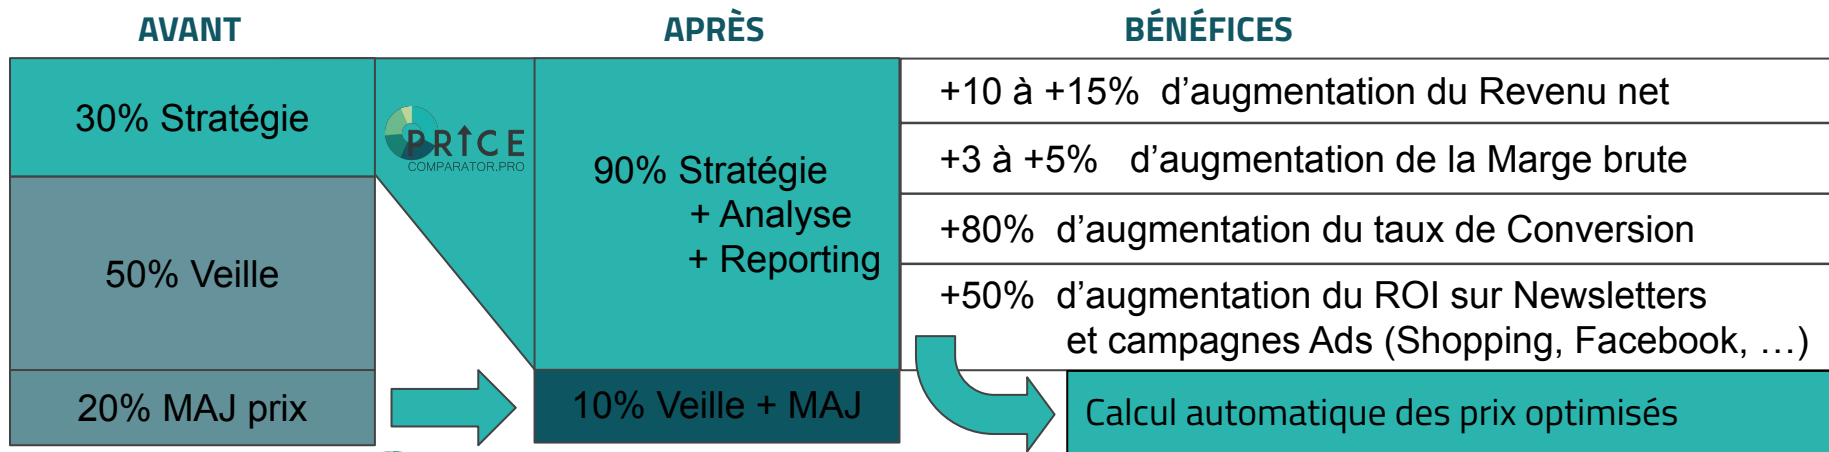 AVANT
APRÈS
BÉNÉFICES
30% Stratégie
50% Veille
20% MAJ prix
PR↑CE
COMPARATOR.PRO
90% Stratégie
+ Analyse
+ Reporting
10% Veille + MAJ
+10 à +15% d’augmentation du Revenu net
+3 à +5% d’augmentation de la Marge brute
+80% d’augmentation du taux de Conversion
+50% d’augmentation du ROI sur Newsletters
et campagnes Ads (Shopping, Facebook, …)
Calcul automatique des prix optimisés